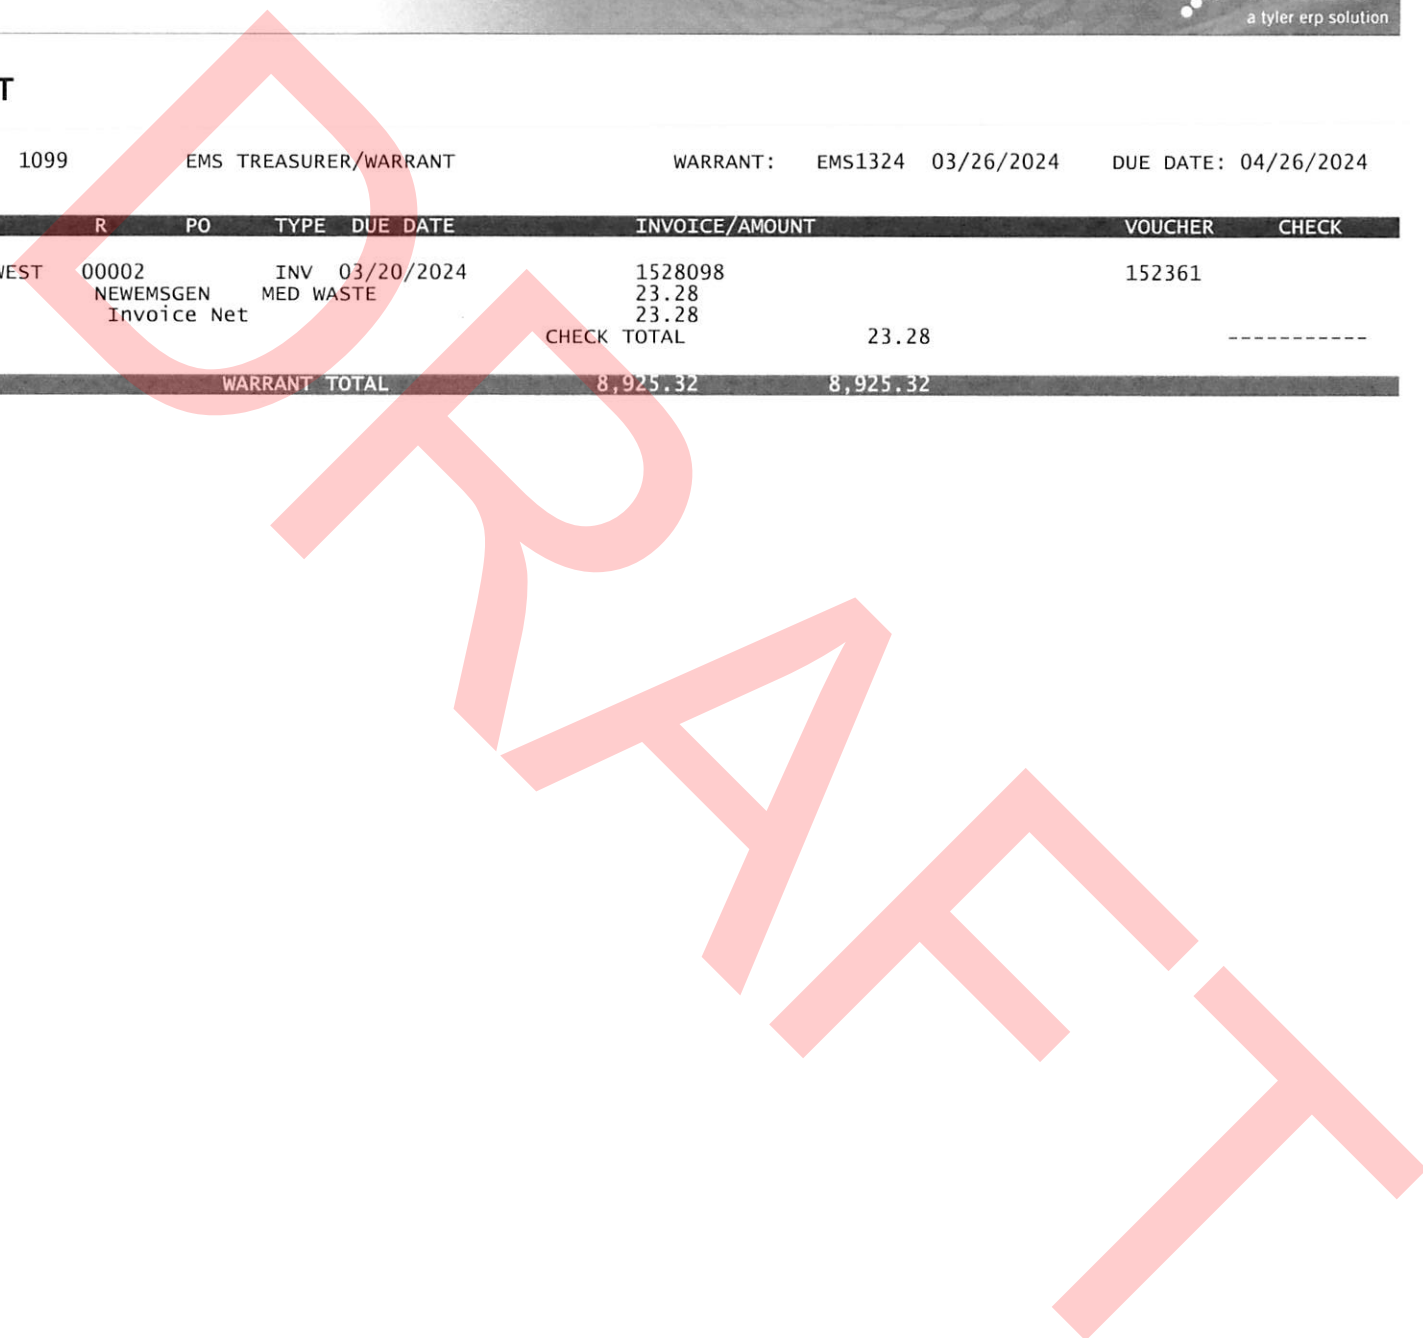 a tyler erp solution
T
1099 EMS TREASURER/WARRANT WARRANT: EMS1324 03/26/2024 DUE DATE: 04/26/2024
R PO TYPE DUE DATE INVOICE/AMOUNT VOUCHER CHECK
WEST 00002 INV 03/20/2024 1528098 152361
NEWEMSGEN MED WASTE 23.28
Invoice Net 23.28
CHECK TOTAL 23.28 -----------
WARRANT TOTAL 8,925.32 8,925.32
DRAFT